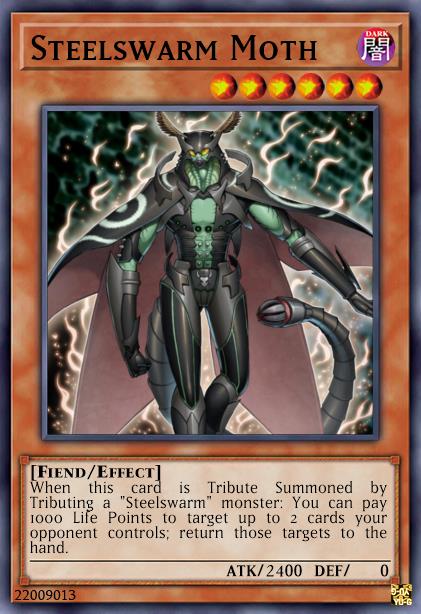 STEELSWARM MOTH
DARK
闇
[FIEND/EFFECT]
When this card is Tribute Summoned by
Tributing a "Steelswarm" monster: You can pay
1000 Life Points to target up to 2 cards your
opponent controls; return those targets to the
hand.
ATK/2400 DEF/ 0
22009013